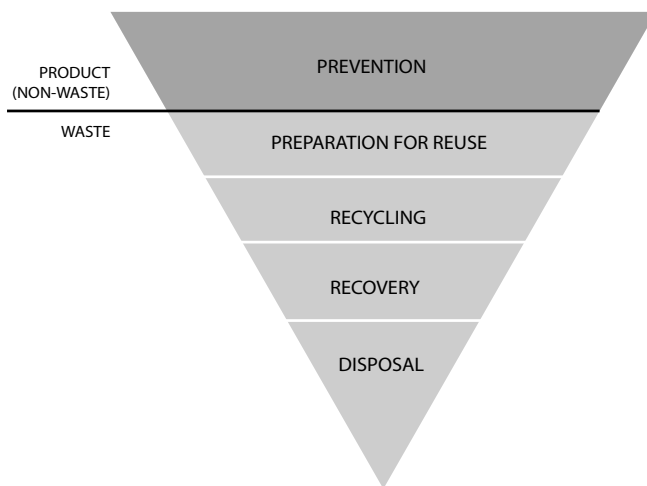 PREVENTION
PRODUCT
(NON-WASTE)
WASTE
PREPARATION FOR REUSE
RECYCLING
RECOVERY
DISPOSAL